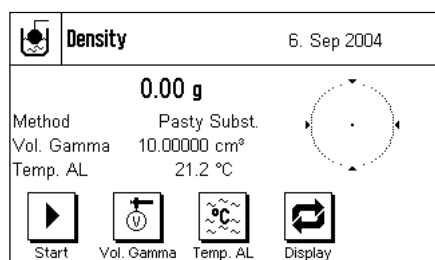 Density 6. Sep 2004
0.00 g
Method Pasty Subst.
Vol. Gamma 10.00000 cm³
Temp. AL 21.2 °C
V °C
Start Vol. Gamma Temp. AL Display